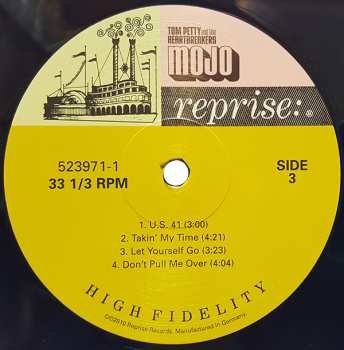 TOM PETTY and the
HEARTBREAKERS
MOJO
reprise:®
523971-1
33 1/3 RPM
SIDE
3
1. U.S. 41 (3:00)
2. Takin' My Time (4:21)
3. Let Yourself Go (3:23)
4. Don't Pull Me Over (4:04)
HIGH FIDELITY
©℗2010 Reprise Records. Manufactured in Germany.